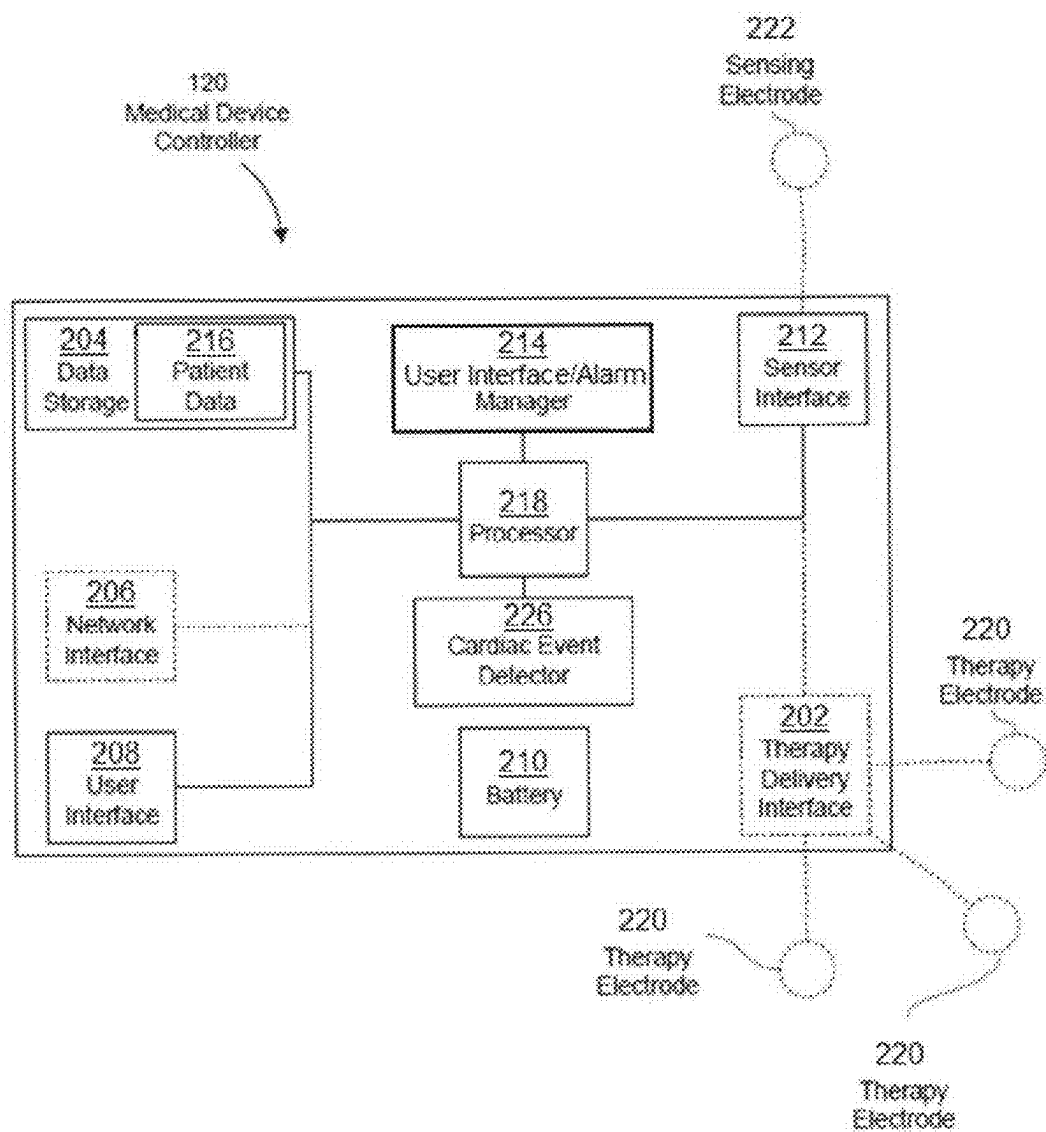 222
Sensing
Electrode
120
Medical Device
Controller
204
Data
Storage
216
Patient
Data
214
User Interface/Alarm
Manager
212
Sensor
Interface
218
Processor
206
Network
Interface
226
Cardiac Event
Detector
220
Therapy
Electrode
208
User
Interface
210
Battery
202
Therapy
Delivery
Interface
220
Therapy
Electrode
220
Therapy
Electrode